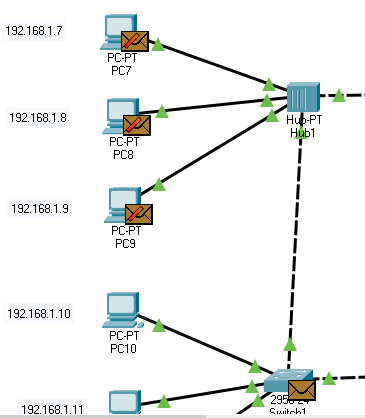 192.168.1.7
PC-PT
PC7
192.168.1.8
PC-PT
PC8
Hub-PT
Hub1
192.168.1.9
PC-PT
PC9
192.168.1.10
PC-PT
PC10
Switch1
192.168.1.11